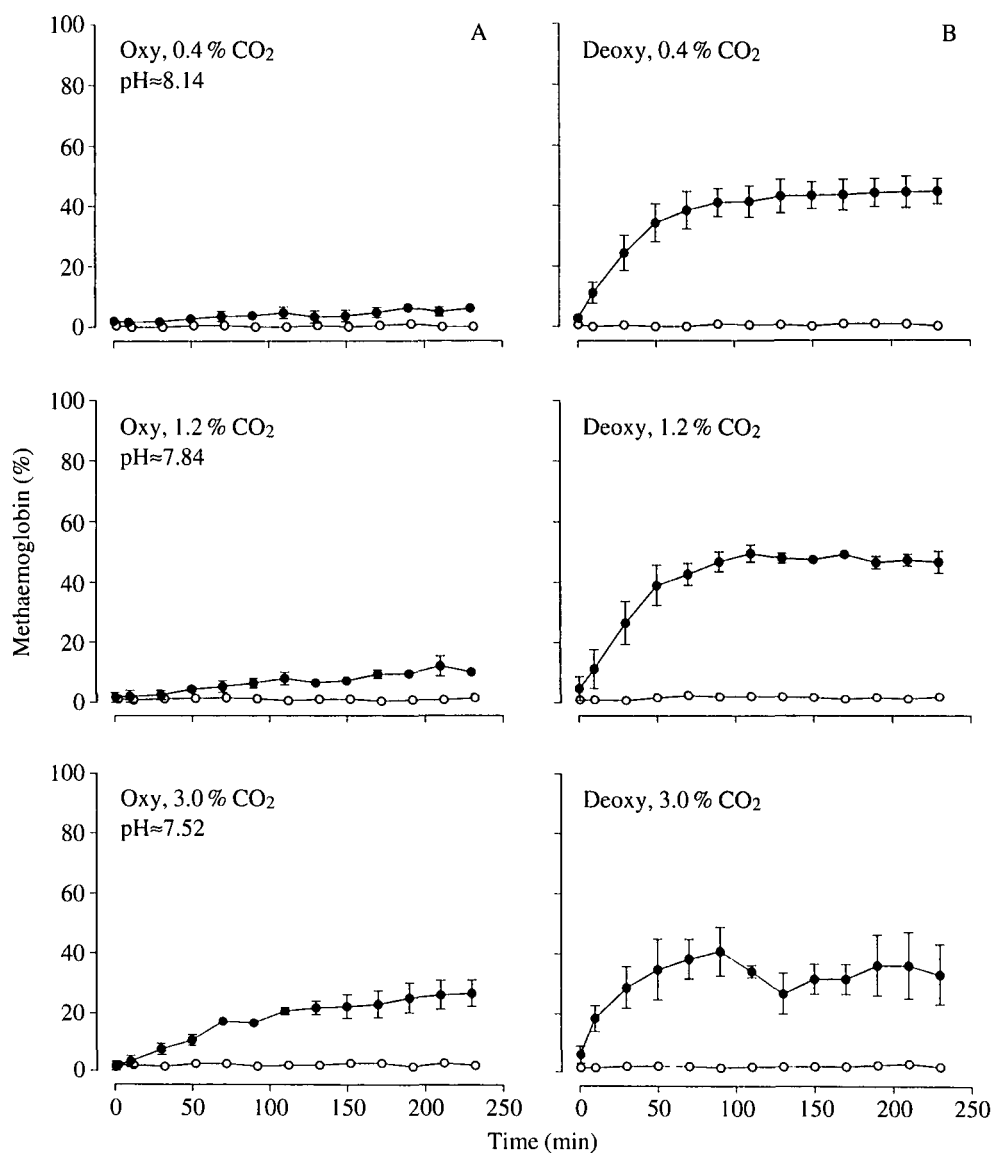 A
Oxy, 0.4 % CO2
pH≈8.14
100
80
60
40
20
0
0 50 100 150 200 250
B
Deoxy, 0.4 % CO2
Oxy, 1.2 % CO2
pH≈7.84
100
80
60
40
20
0
Deoxy, 1.2 % CO2
Methaemoglobin (%)
Oxy, 3.0 % CO2
pH≈7.52
100
80
60
40
20
0
Deoxy, 3.0 % CO2
0 50 100 150 200 250
Time (min)